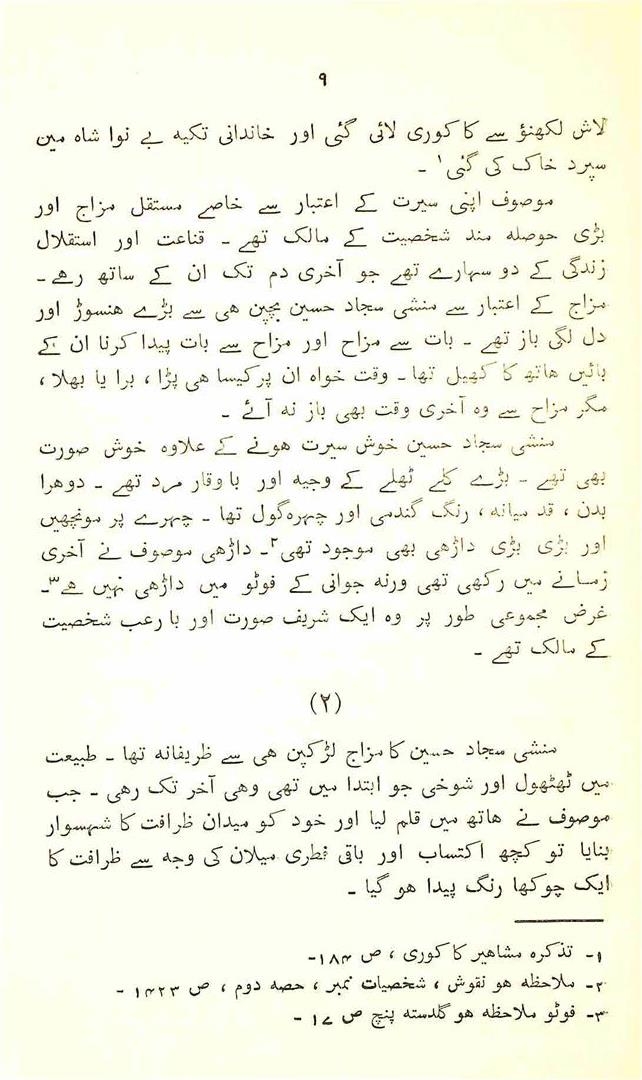 ۹
لاش لکھنؤ سے کاکوری لائی گئی اور خاندانی تکیہ بے نوا شاہ میں
سپرد خاک کی گئی۱ ۔
موصوف اپنی سیرت کے اعتبار سے خاصے مستقل مزاج اور
بڑی حوصلہ مند شخصیت کے مالک تھے ۔ قناعت اور استقلال
زندگی کے دو سہارے تھے جو آخری دم تک ان کے ساتھ رہے ۔
مزاج کے اعتبار سے منشی سجاد حسین بچپن ھی سے بڑے ھنسوڑ اور
دل لگی باز تھے ۔ بات سے مزاح اور مزاح سے بات پیدا کرنا ان کے
بائیں ھاتھ کا کھیل تھا ۔ وقت خواہ ان پر کیسا ھی پڑا ، برا یا بھلا ،
مگر مزاح سے وہ آخری وقت بھی باز نہ آئے ۔
منشی سجاد حسین خوش سیرت ھونے کے علاوہ خوش صورت
بھی تھے ۔ بڑے کلے ٹھلے کے وجیہ اور باوقار مرد تھے ۔ دوھرا
بدن ، قد میانہ ، رنگ گندمی اور چہرہ گول تھا ۔ چہرے پر مونچھیں
اور بڑی بڑی داڑھی بھی موجود تھی۲۔ داڑھی موصوف نے آخری
زمانے میں رکھی تھی ورنہ جوانی کے فوٹو میں داڑھی نہیں ھے۳۔
غرض مجموعی طور پر وہ ایک شریف صورت اور بارعب شخصیت
کے مالک تھے ۔
(۲)
منشی سجاد حسین کا مزاج لڑکپن ھی سے ظریفانہ تھا ۔ طبیعت
میں ٹھٹھول اور شوخی جو ابتدا میں تھی وھی آخر تک رھی ۔ جب
موصوف نے ھاتھ میں قلم لیا اور خود کو میدان ظرافت کا شہسوار
بنایا تو کچھ اکتساب اور باقی فطری میلان کی وجہ سے ظرافت کا
ایک چوکھا رنگ پیدا ھو گیا ۔
۱۔ تذکرہ مشاھیر کاکوری ، ص ۱۸۴۔
۲۔ ملاحظہ ھو نقوش ، شخصیات نمبر ، حصہ دوم ، ص ۱۴۲۳ ۔
۳۔ فوٹو ملاحظہ ھو گلدستہ پنچ ص ۱۷ ۔